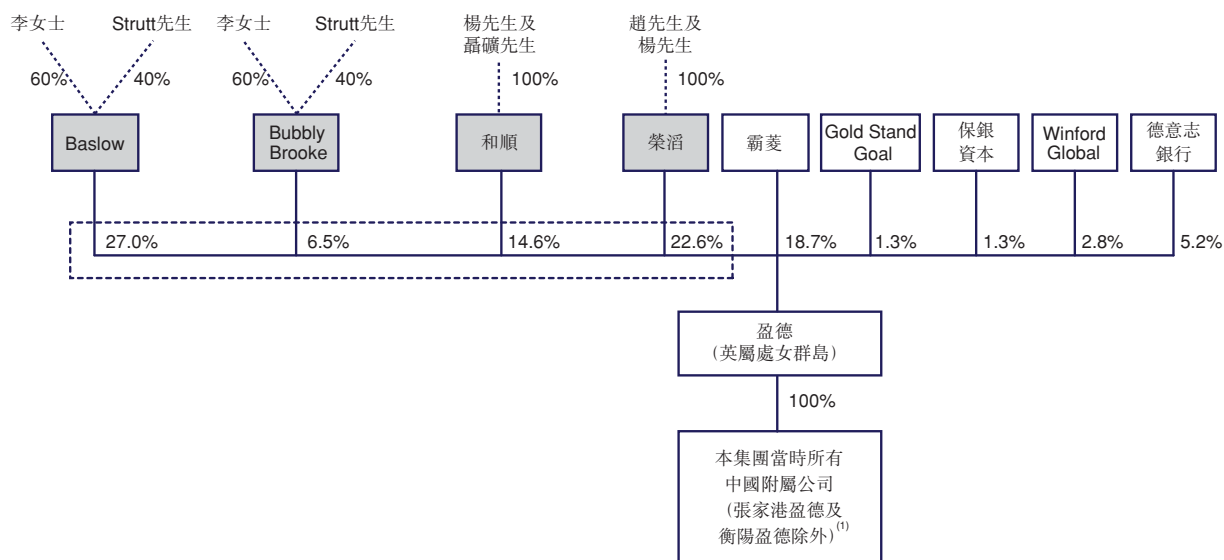 李女士
Strutt先生
李女士
Strutt先生
楊先生及
聶礦先生
趙先生及
楊先生
60%
40%
60%
40%
100%
100%
Baslow
Bubbly
Brooke
和順
榮滔
霸菱
Gold Stand
Goal
保銀
資本
Winford
Global
德意志
銀行
27.0%
6.5%
14.6%
22.6%
18.7%
1.3%
1.3%
2.8%
5.2%
盈德
(英屬處女群島)
100%
本集團當時所有
中國附屬公司
(張家港盈德及
衡陽盈德除外)(1)